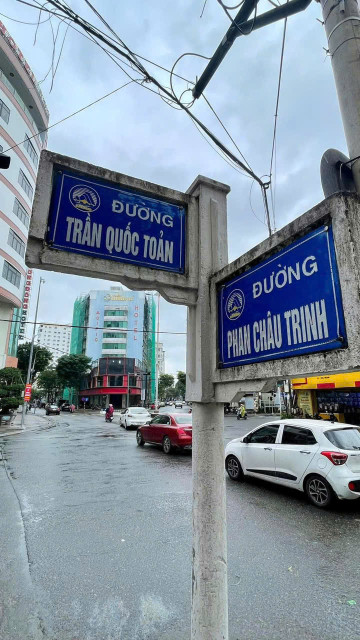 ĐƯỜNG
TRẦN QUỐC TOẢN
ĐƯỜNG
PHAN CHÂU TRINH